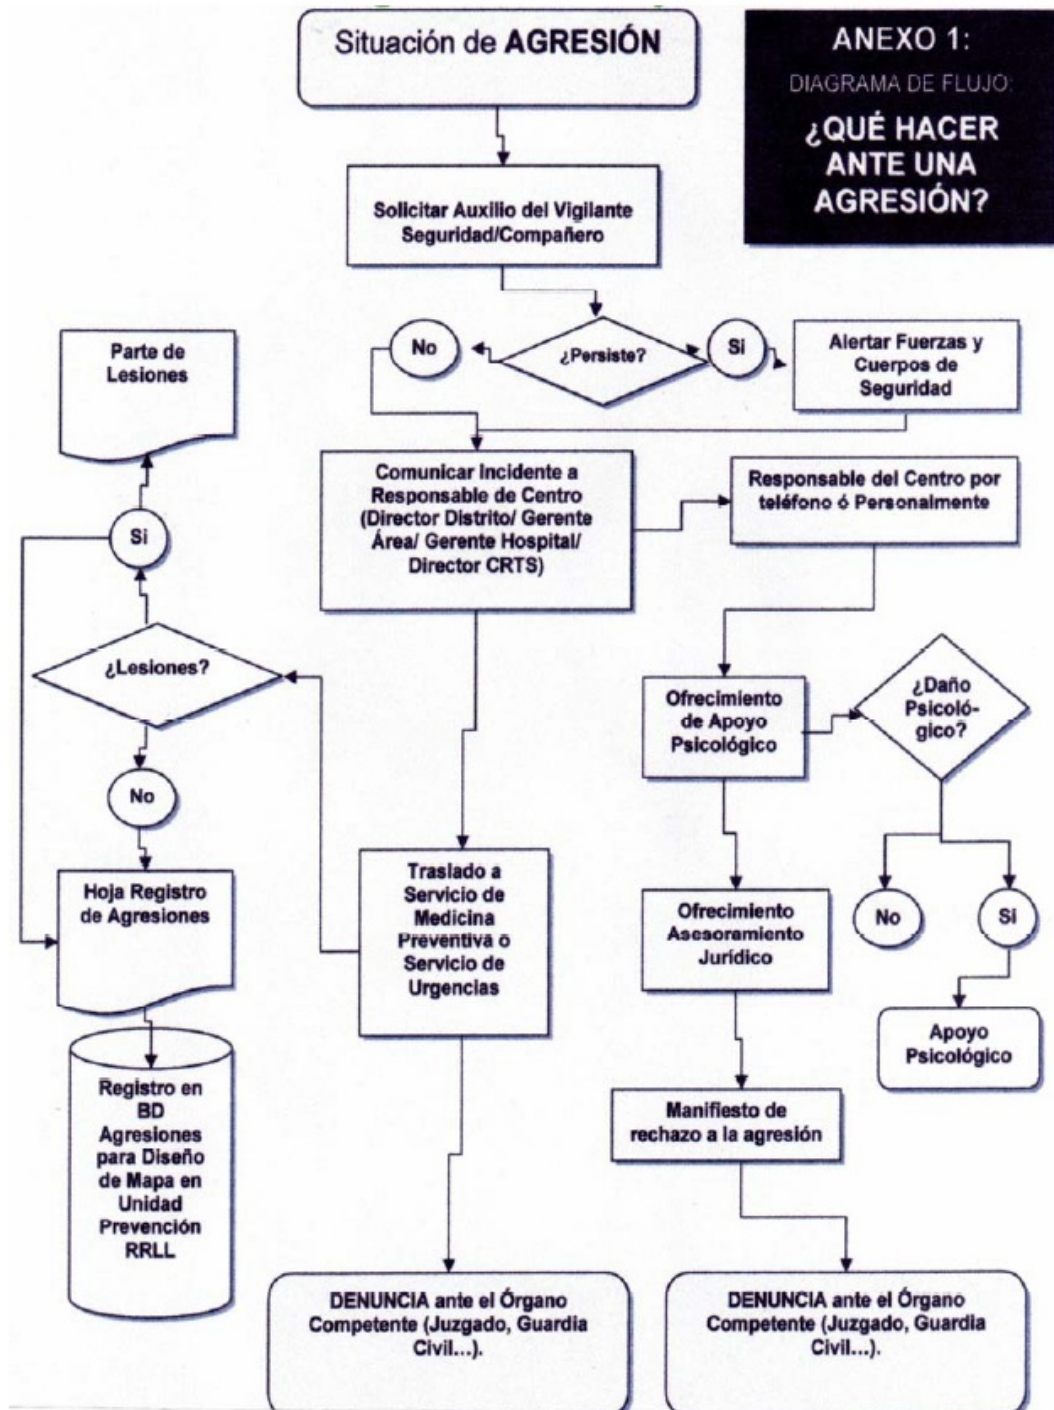 Situación de AGRESIÓN
ANEXO 1:
DIAGRAMA DE FLUJO:
¿QUÉ HACER
ANTE UNA
AGRESIÓN?
Solicitar Auxilio del Vigilante
Seguridad/Compañero
¿Persiste?
No
Si
Alertar Fuerzas y
Cuerpos de
Seguridad
Parte de
Lesiones
Comunicar Incidente a
Responsable de Centro
(Director Distrito/ Gerente
Área/ Gerente Hospital/
Director CRTS)
Responsable del Centro por
teléfono ó Personalmente
Si
¿Lesiones?
No
Ofrecimiento
de Apoyo
Psicológico
¿Daño
Psicoló-
gico?
No
Si
Apoyo
Psicológico
Hoja Registro
de Agresiones
Traslado a
Servicio de
Medicina
Preventiva o
Servicio de
Urgencias
Ofrecimiento
Asesoramiento
Jurídico
Registro en
BD
Agresiones
para Diseño
de Mapa en
Unidad
Prevención
RRLL
Manifiesto de
rechazo a la agresión
DENUNCIA ante el Órgano
Competente (Juzgado, Guardia
Civil...).
DENUNCIA ante el Órgano
Competente (Juzgado, Guardia
Civil...).